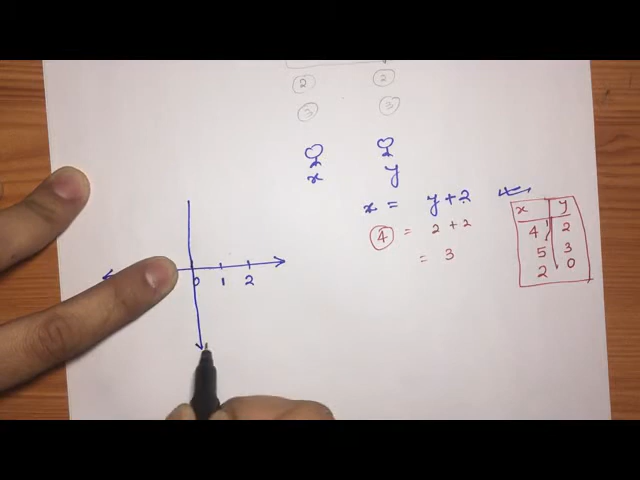 2 2
3 3
x y
x = y + 2
4 = 2 + 2
= 3
x y
4 2
5 3
2 0
0 1 2